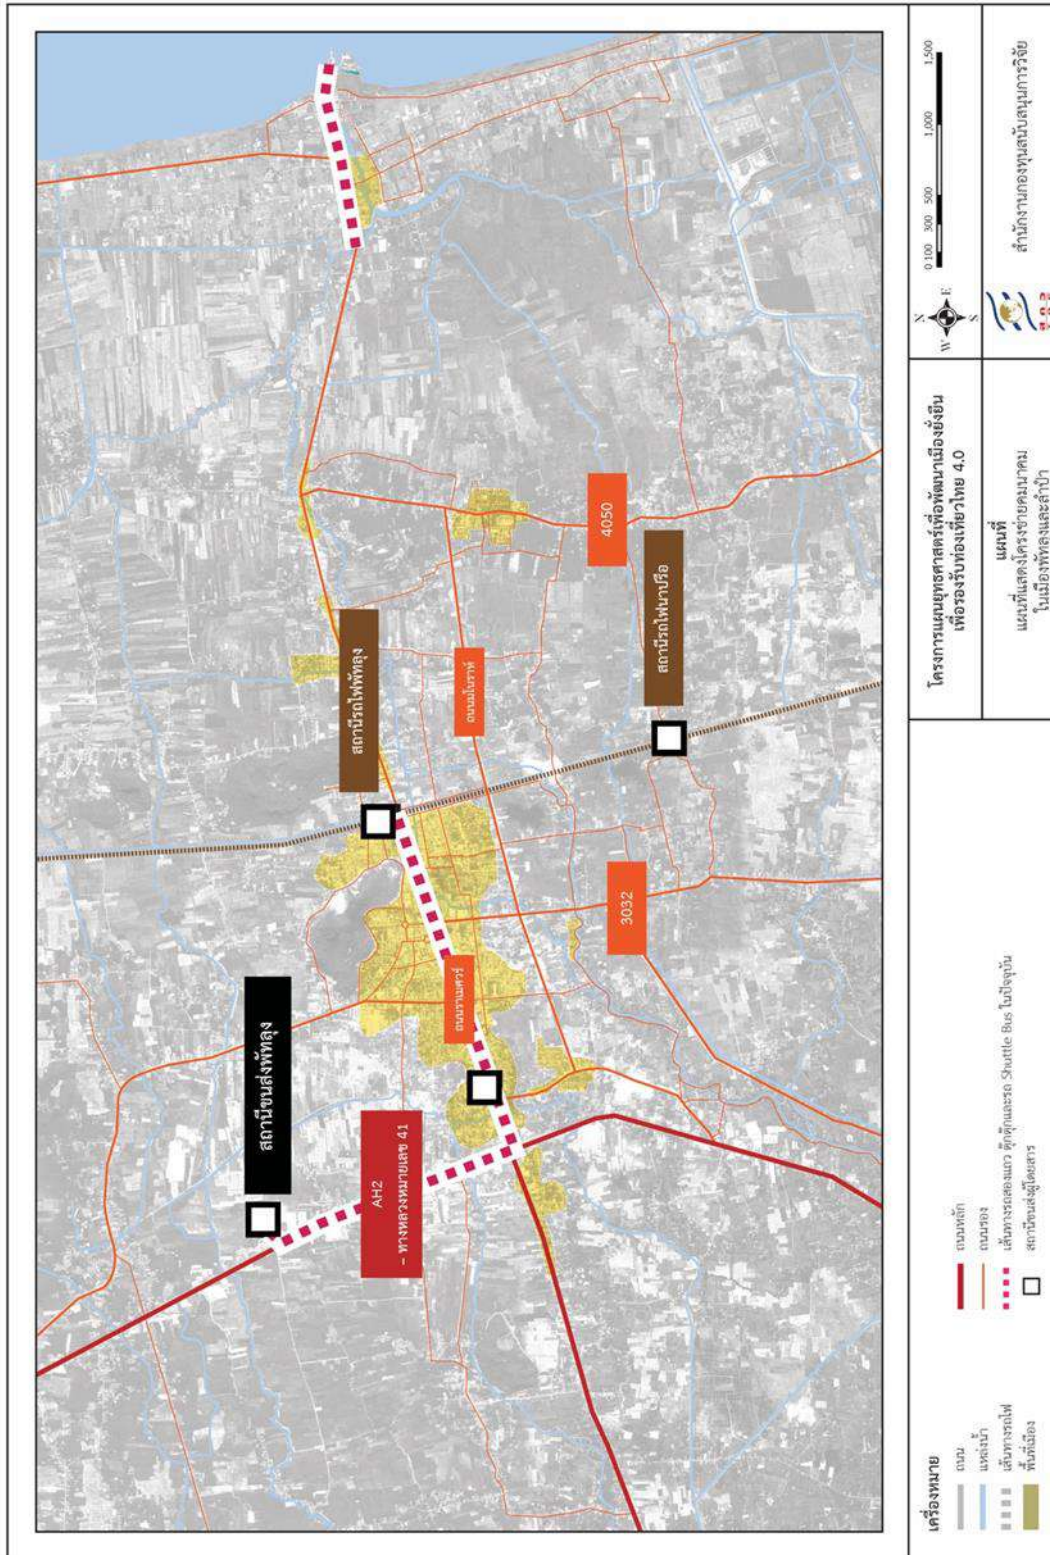 สถานีขนส่งพัทลุง
AH2
- ทางหลวงหมายเลข 41
ถนนราเมศวร์
สถานีรถไฟพัทลุง
ถนนมโนราห์
3032
4050
สถานีรถไฟนาปรือ
เครื่องหมาย
ถนน
แหล่งน้ำ
เส้นทางรถไฟ
พื้นที่เมือง
ถนนหลัก
ถนนรอง
เส้นทางรถสองแถว ตุ๊กตุ๊กและรถ Shuttle Bus ในปัจจุบัน
สถานีขนส่งผู้โดยสาร
โครงการแผนยุทธศาสตร์เพื่อพัฒนาเมืองยั่งยืน
เพื่อรองรับท่องเที่ยวไทย 4.0
แผนที่
แผนที่แสดงโครงข่ายคมนาคม
ในเมืองพัทลุงและลำปำ
N
W E
S
0 100 300 500 1,000 1,500
สกว
สำนักงานกองทุนสนับสนุนการวิจัย